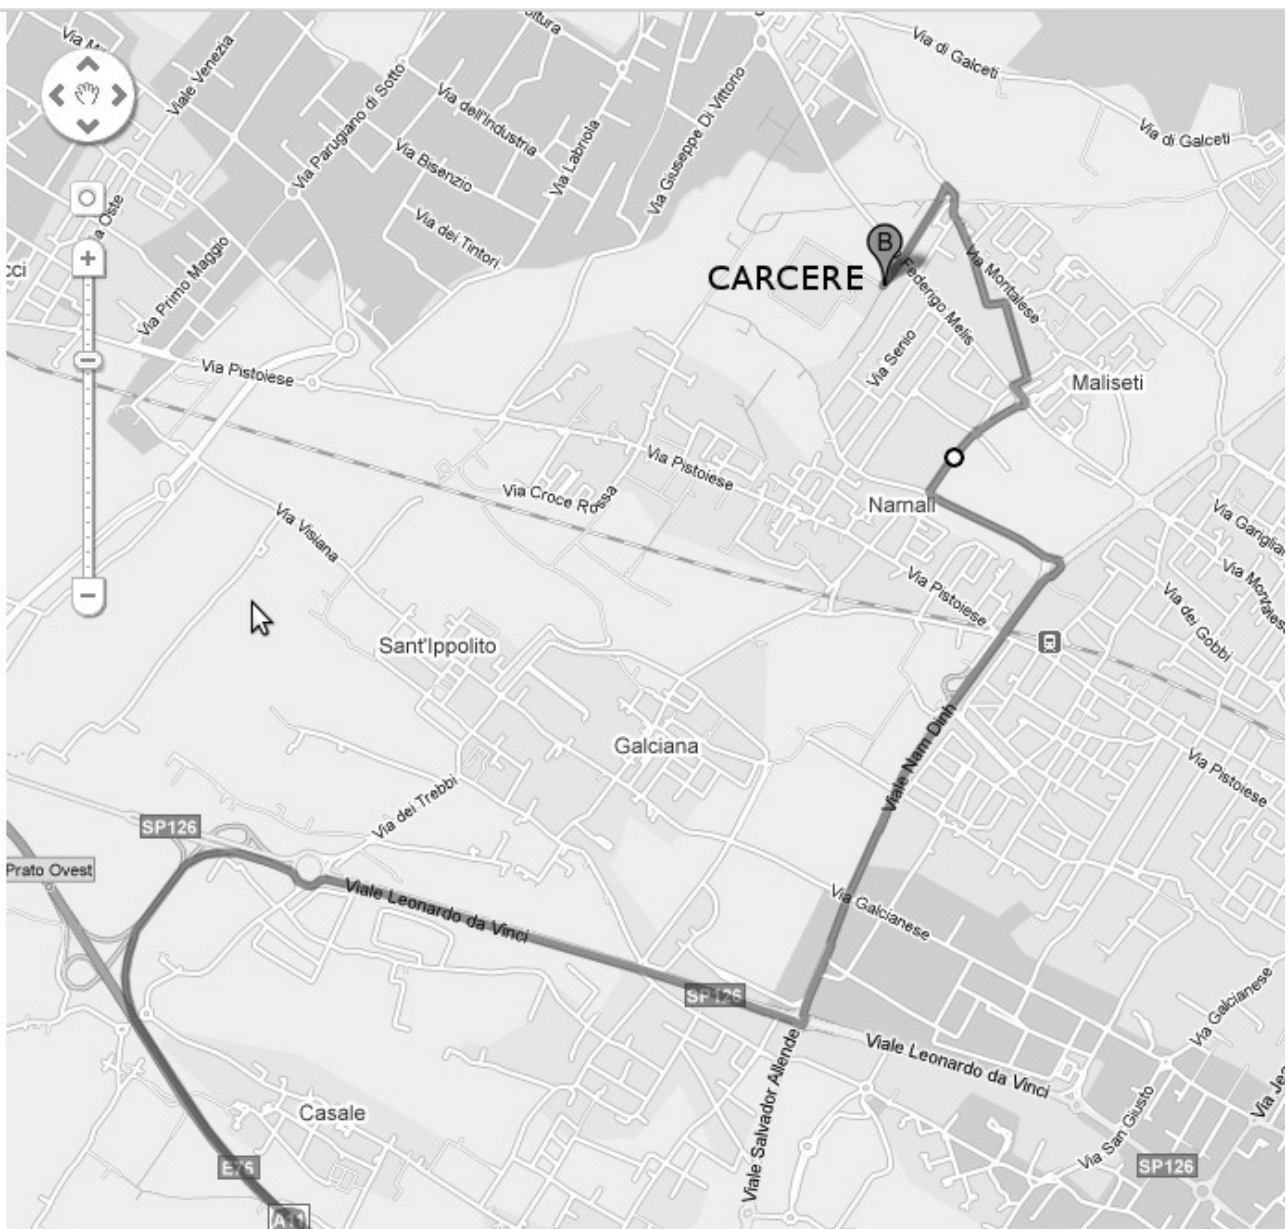 Viale Venezia
Via Parugiano di Sotto
Via dell'Industria
Via Bisenzio
Via Labriola
Via dei Tintori
Via Giuseppe Di Vittorio
Via di Galceti
Via di Galceti
Via Primo Maggio
B
CARCERE
Federigo Melis
Via Montalese
Via Senio
Maliseti
Via Pistoiese
Via Pistoiese
Via Croce Rossa
Narnali
Via Visiana
Via Pistoiese
Via Montalese
Via dei Gobbi
Sant'Ippolito
Galciana
Viale Nam Dinh
Via Pistoiese
Via dei Trebbi
SP126
Prato Ovest
Viale Leonardo da Vinci
Via Galcianese
SP126
Via Galcianese
Viale Leonardo da Vinci
Viale Salvador Allende
Casale
Via San Giusto
SP126
E76
A11